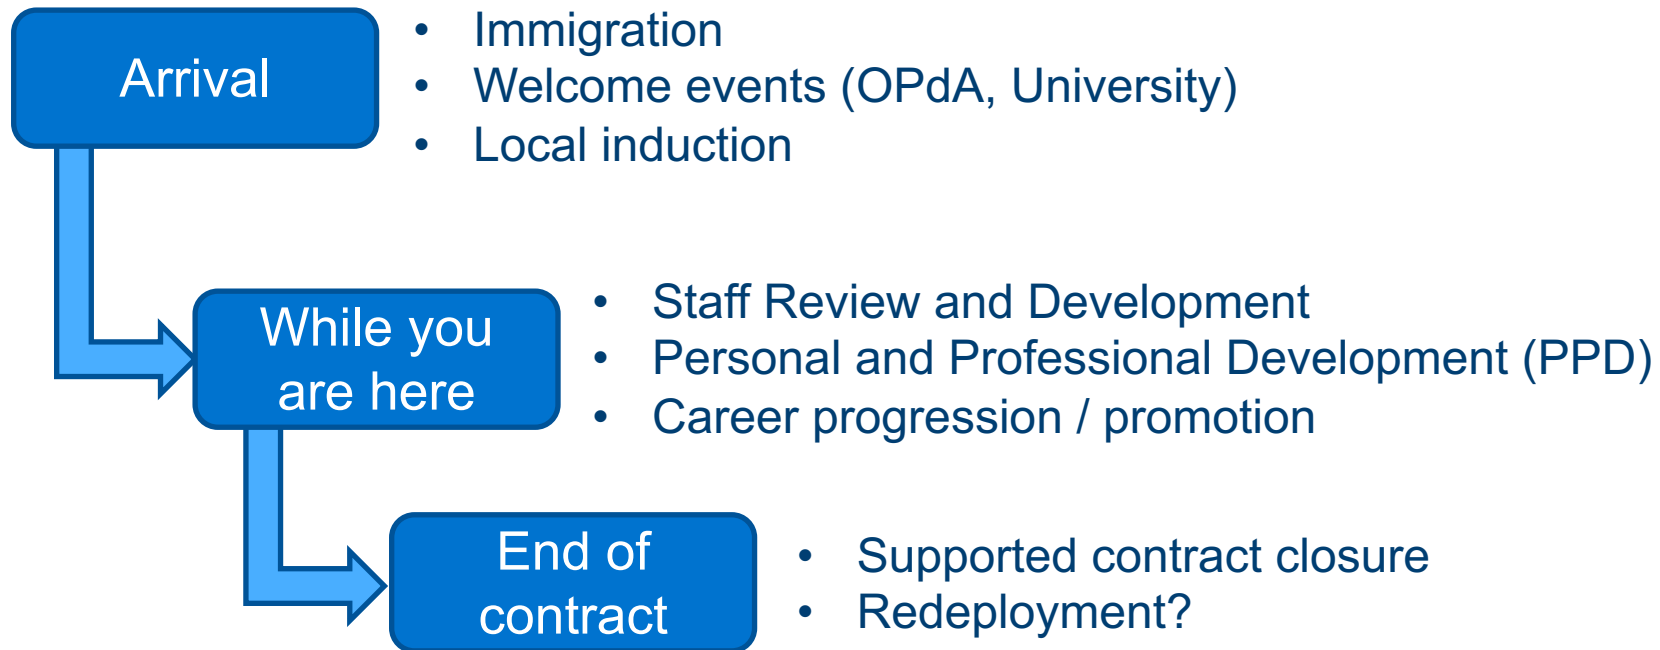 Arrival
• Immigration
• Welcome events (OPdA, University)
• Local induction
While you
are here
• Staff Review and Development
• Personal and Professional Development (PPD)
• Career progression / promotion
End of
contract
• Supported contract closure
• Redeployment?